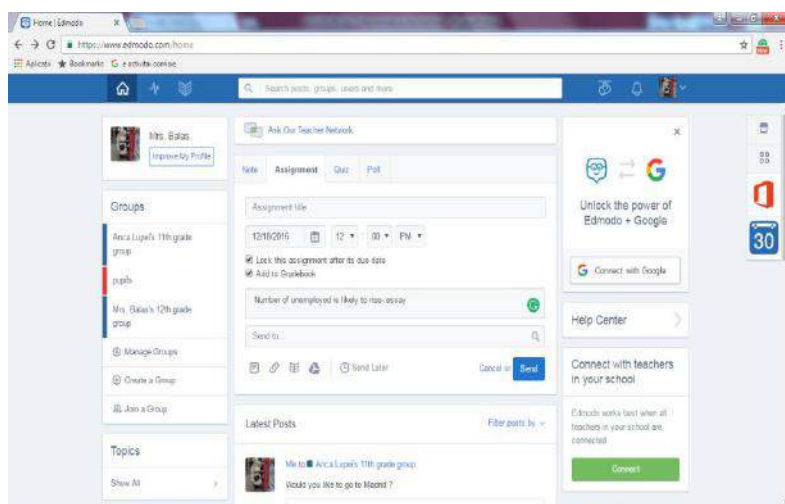 Home | Edmodo
https://www.edmodo.com/home
Bookmarks
Search posts, groups, users and more
Mrs. Balas
Improve My Profile
Groups
Anca Lupei's 11th grade
group
pupils
Mrs. Balas's 12th grade
group
Manage Groups
Create a Group
Join a Group
Topics
Show All
Ask Our Teacher Network
Note Assignment Quiz Poll
Assignment title
12/18/2016 12 00 PM
Lock this assignment after its due date
Add to Gradebook
Number of unemployed is likely to rise- essay
Send to...
Send Later Cancel or Send
Latest Posts Filter posts by
Me to Anca Lupei's 11th grade group
Would you like to go to Madrid ?
Unlock the power of
Edmodo + Google
Connect with Google
Help Center
Connect with teachers
in your school
Edmodo works best when all
teachers in your school are
connected
Connect
30